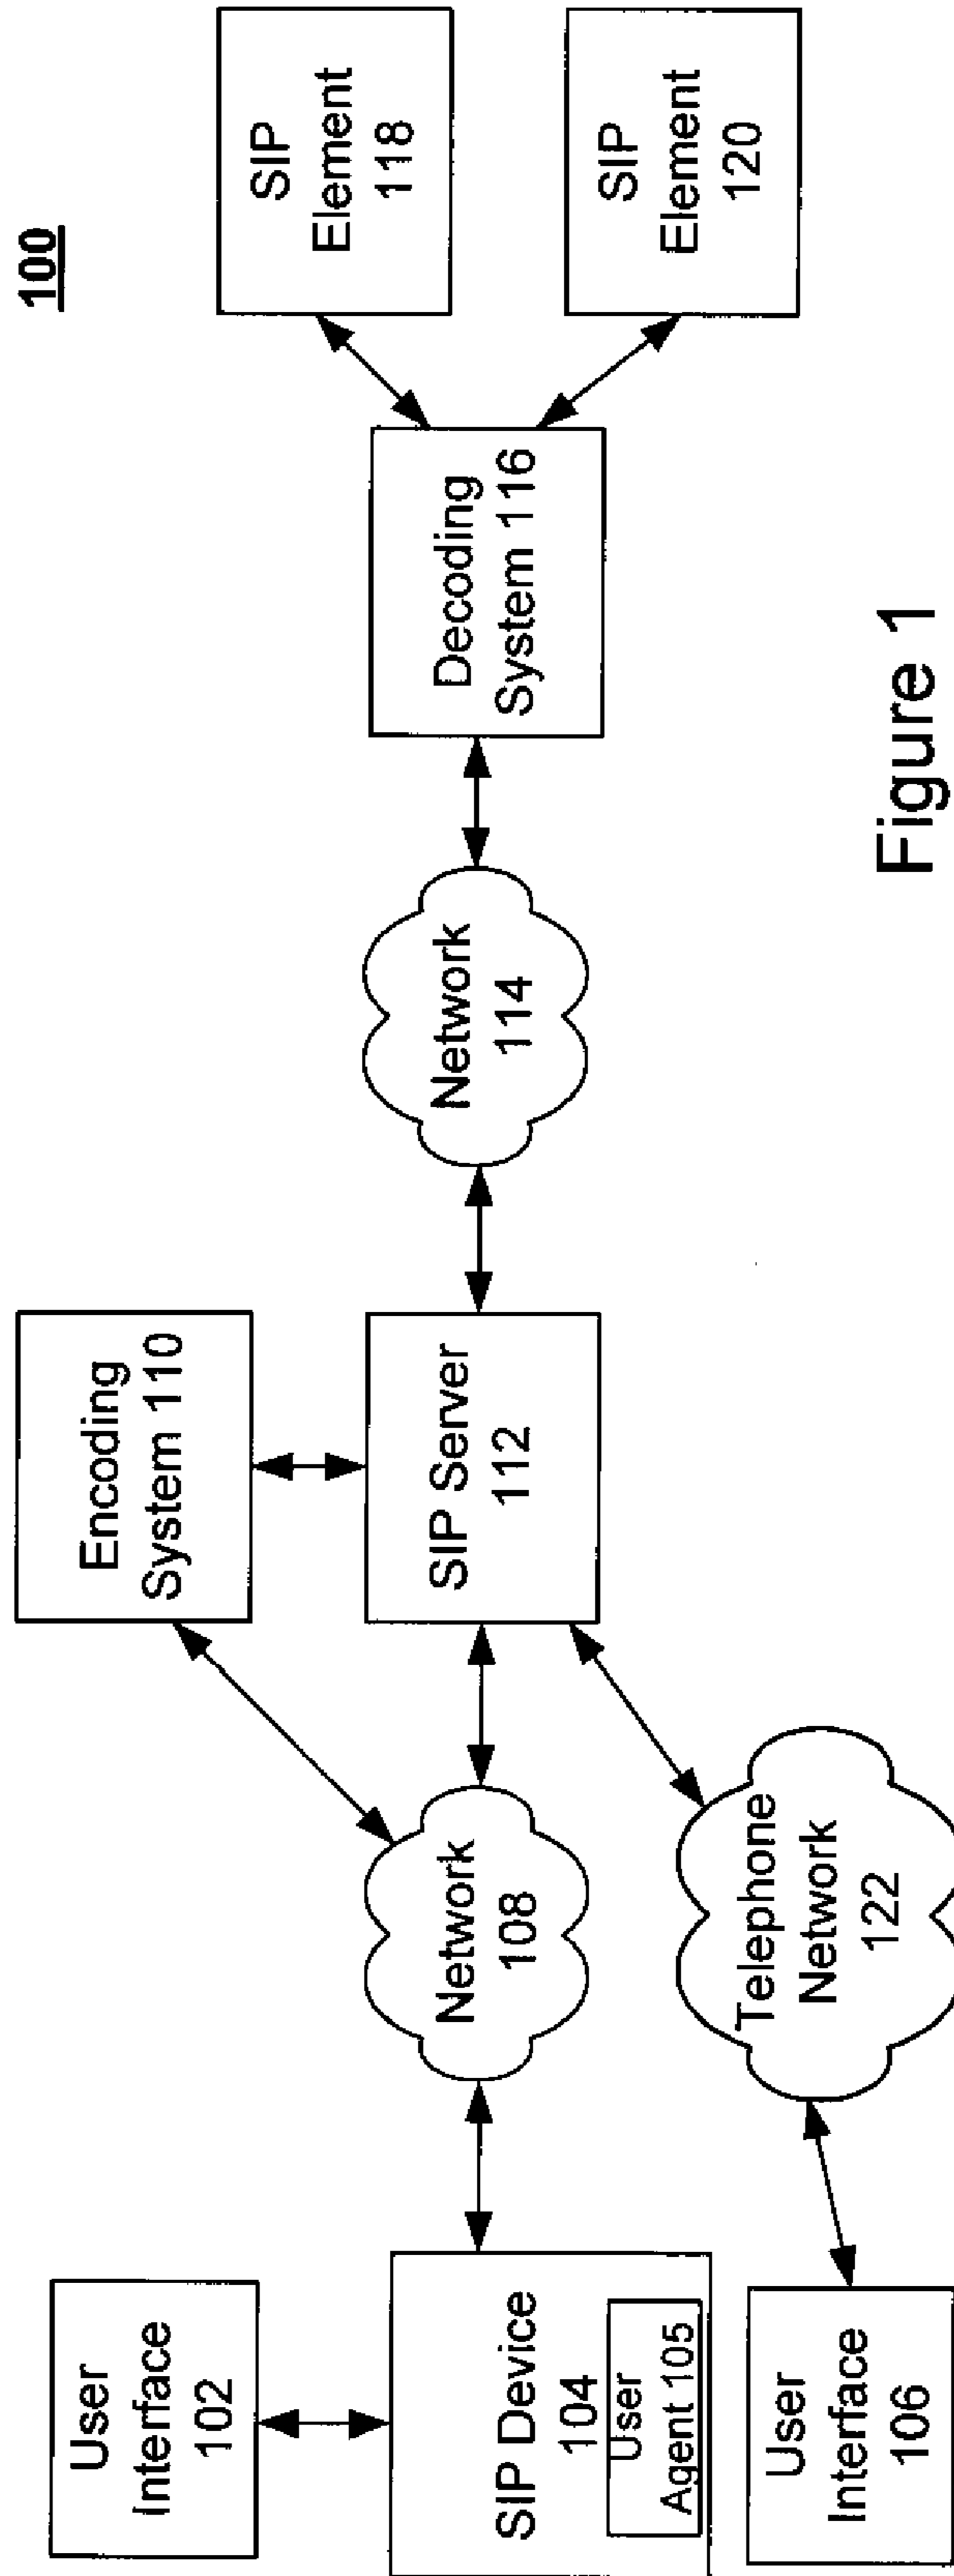 100
User
Interface
102
SIP Device
104
User
Agent 105
User
Interface
106
Network
108
Telephone
Network
122
Encoding
System 110
SIP Server
112
Network
114
Decoding
System 116
SIP
Element
118
SIP
Element
120
Figure 1